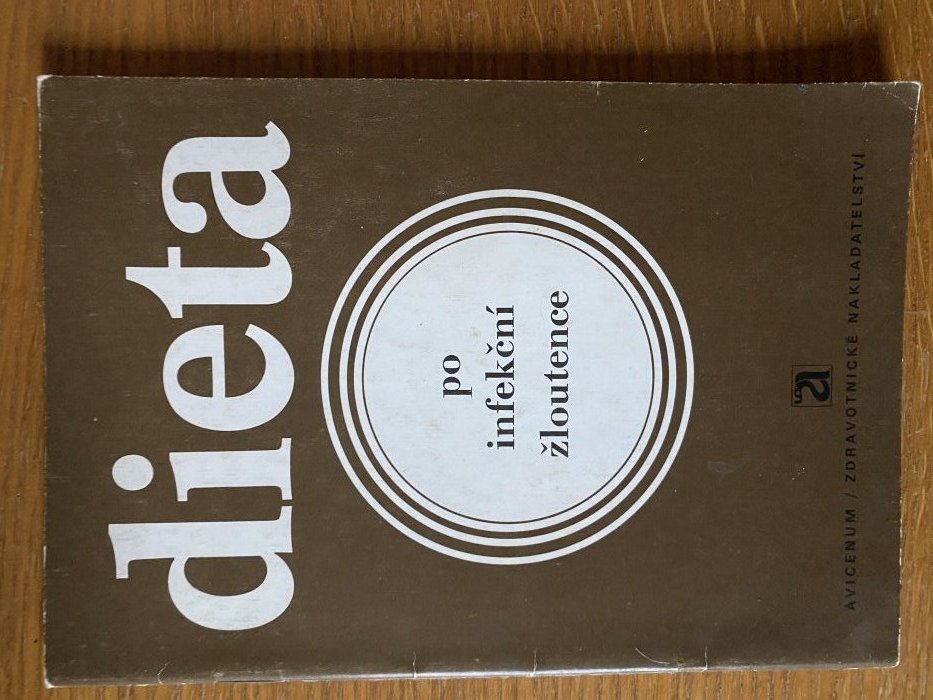 dieta
po
infekční
žloutence
AVICENUM / ZDRAVOTNICKÉ NAKLADATELSTVÍ